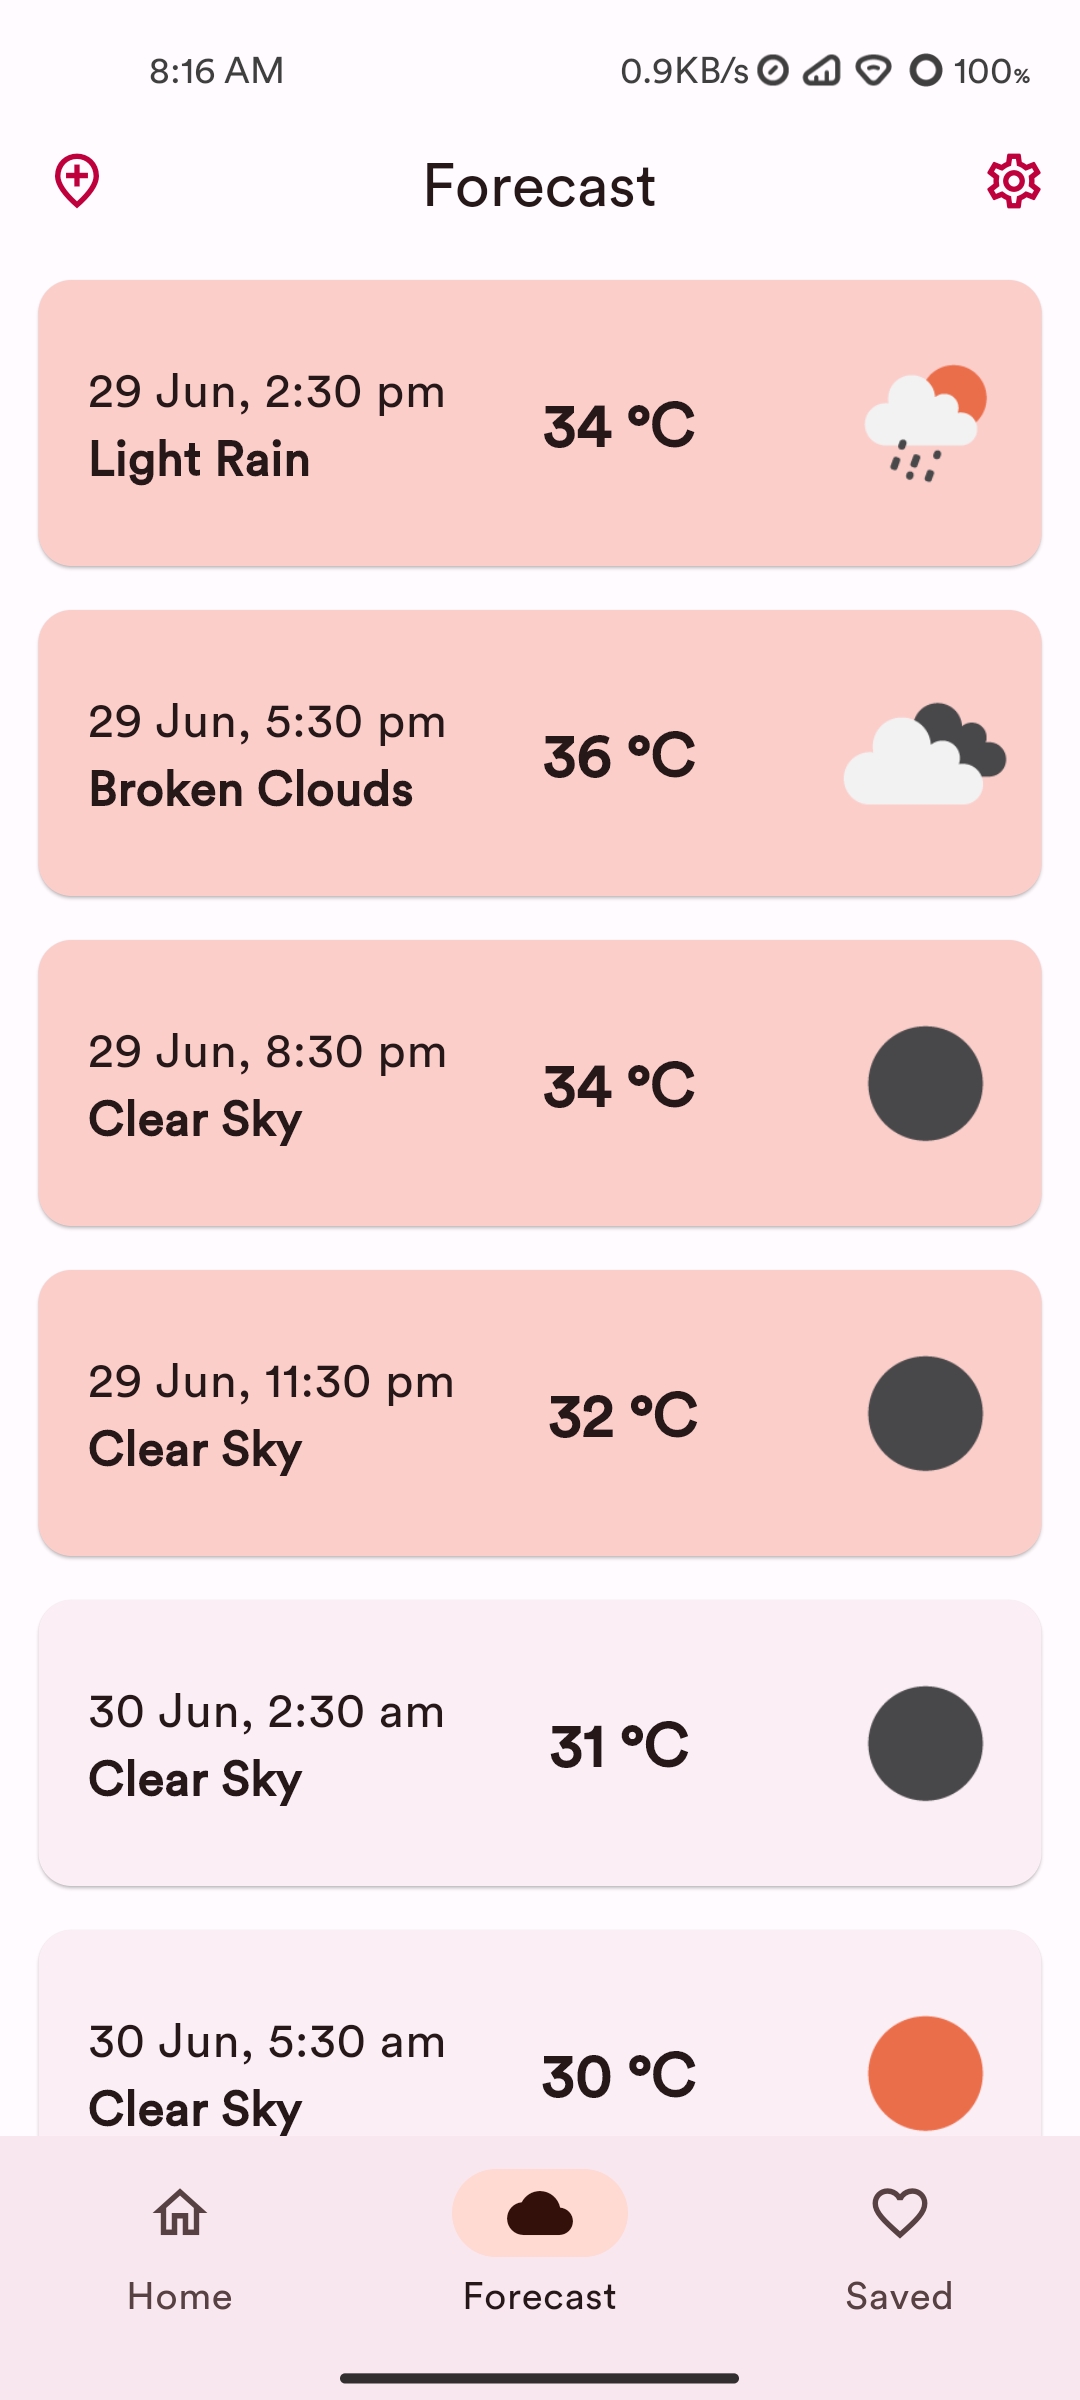 8:16 AM
0.9KB/s 100%
Forecast
29 Jun, 2:30 pm
Light Rain
34 °C
29 Jun, 5:30 pm
Broken Clouds
36 °C
29 Jun, 8:30 pm
Clear Sky
34 °C
29 Jun, 11:30 pm
Clear Sky
32 °C
30 Jun, 2:30 am
Clear Sky
31 °C
30 Jun, 5:30 am
Clear Sky
30 °C
Home
Forecast
Saved